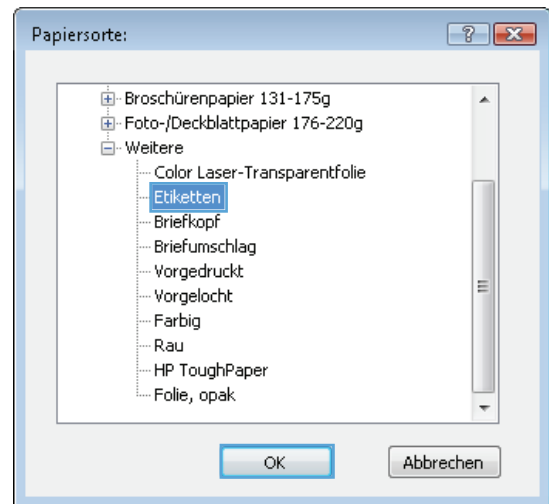 Papiersorte:
Broschürenpapier 131-175g
Foto-/Deckblattpapier 176-220g
Weitere
Color Laser-Transparentfolie
Etiketten
Briefkopf
Briefumschlag
Vorgedruckt
Vorgelocht
Farbig
Rau
HP ToughPaper
Folie, opak
OK Abbrechen